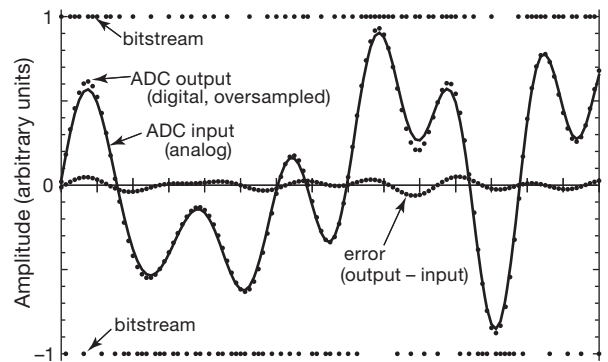 1
bitstream
ADC output
(digital, oversampled)
ADC input
(analog)
Amplitude (arbitrary units)
0
error
(output – input)
bitstream
–1